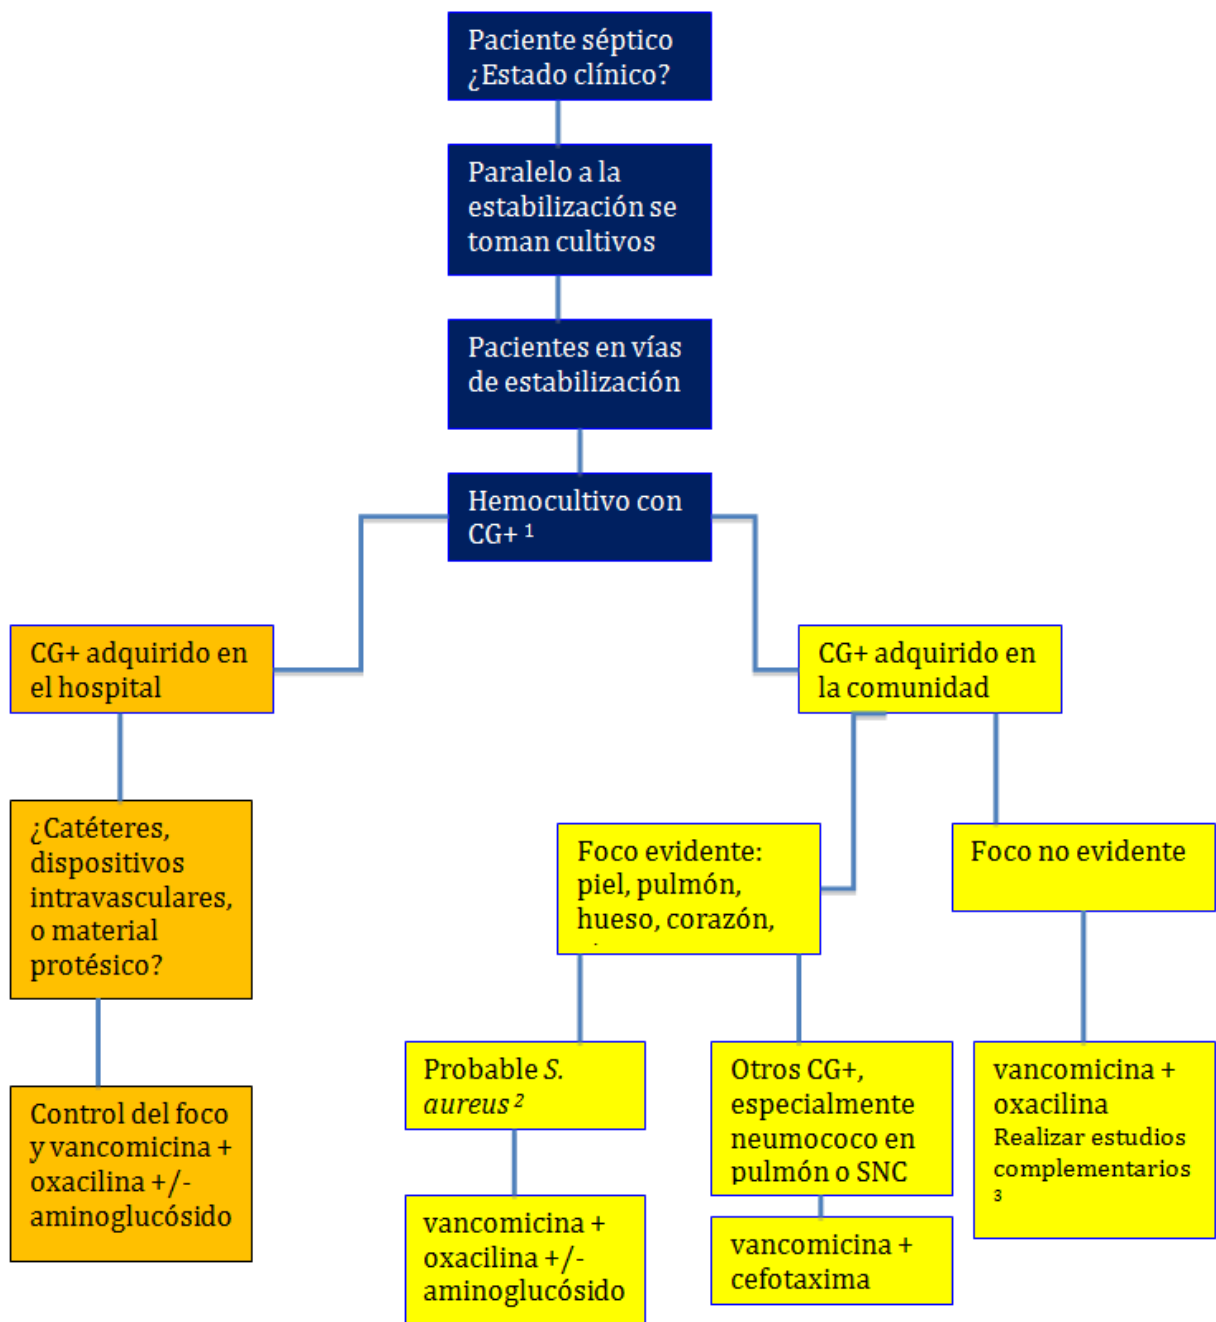 Paciente séptico
¿Estado clínico?
Paralelo a la
estabilización se
toman cultivos
Pacientes en vías
de estabilización
Hemocultivo con
CG+ ¹
CG+ adquirido en
el hospital
CG+ adquirido en
la comunidad
¿Catéteres,
dispositivos
intravasculares,
o material
protésico?
Foco evidente:
piel, pulmón,
hueso, corazón,
Foco no evidente
Control del foco
y vancomicina +
oxacilina +/-
aminoglucósido
Probable S.
aureus ²
Otros CG+,
especialmente
neumococo en
pulmón o SNC
vancomicina +
oxacilina
Realizar estudios
complementarios
³
vancomicina +
oxacilina +/-
aminoglucósido
vancomicina +
cefotaxima